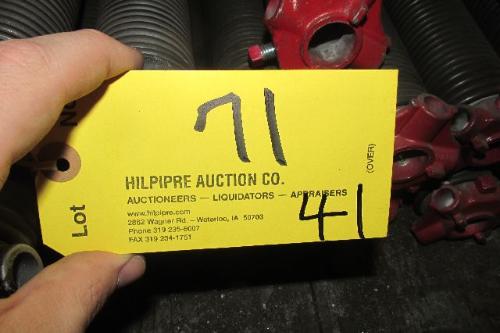 71
HILPIPRE AUCTION CO.
AUCTIONEERS — LIQUIDATORS — APPRAISERS
www.hilpipre.com
2862 Wagner Rd. – Waterloo, IA 50703
Phone 319 235-6007
FAX 319 234-1751
41
(OVER)
Lot